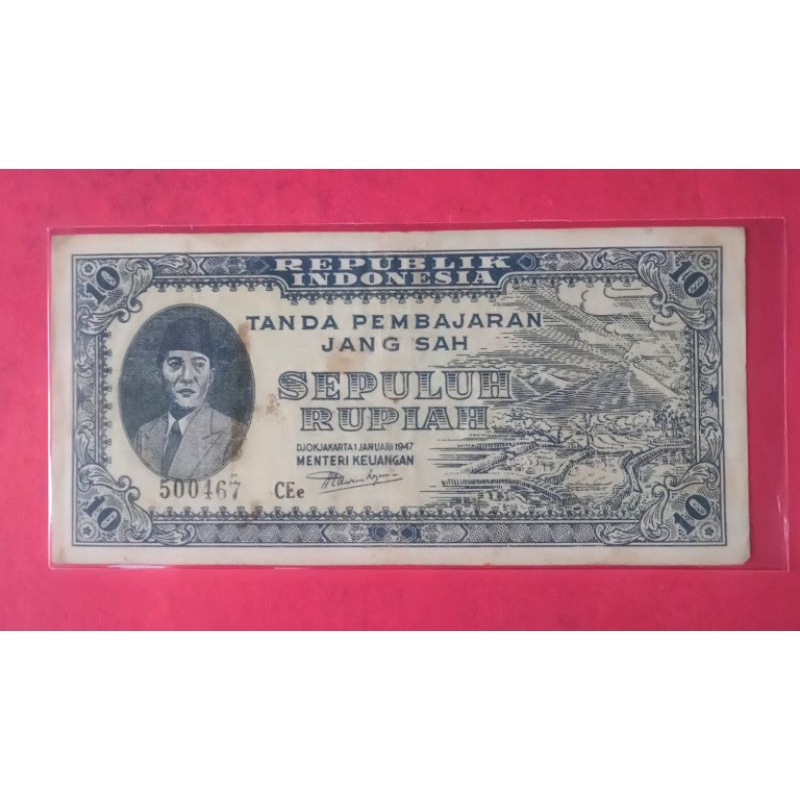 REPUBLIK
INDONESIA
10
10
TANDA PEMBAJARAN
JANG SAH
SEPULUH
RUPIAH
DJOKJAKARTA 1 JANUARI 1947
MENTERI KEUANGAN
500467 CEe
10
10